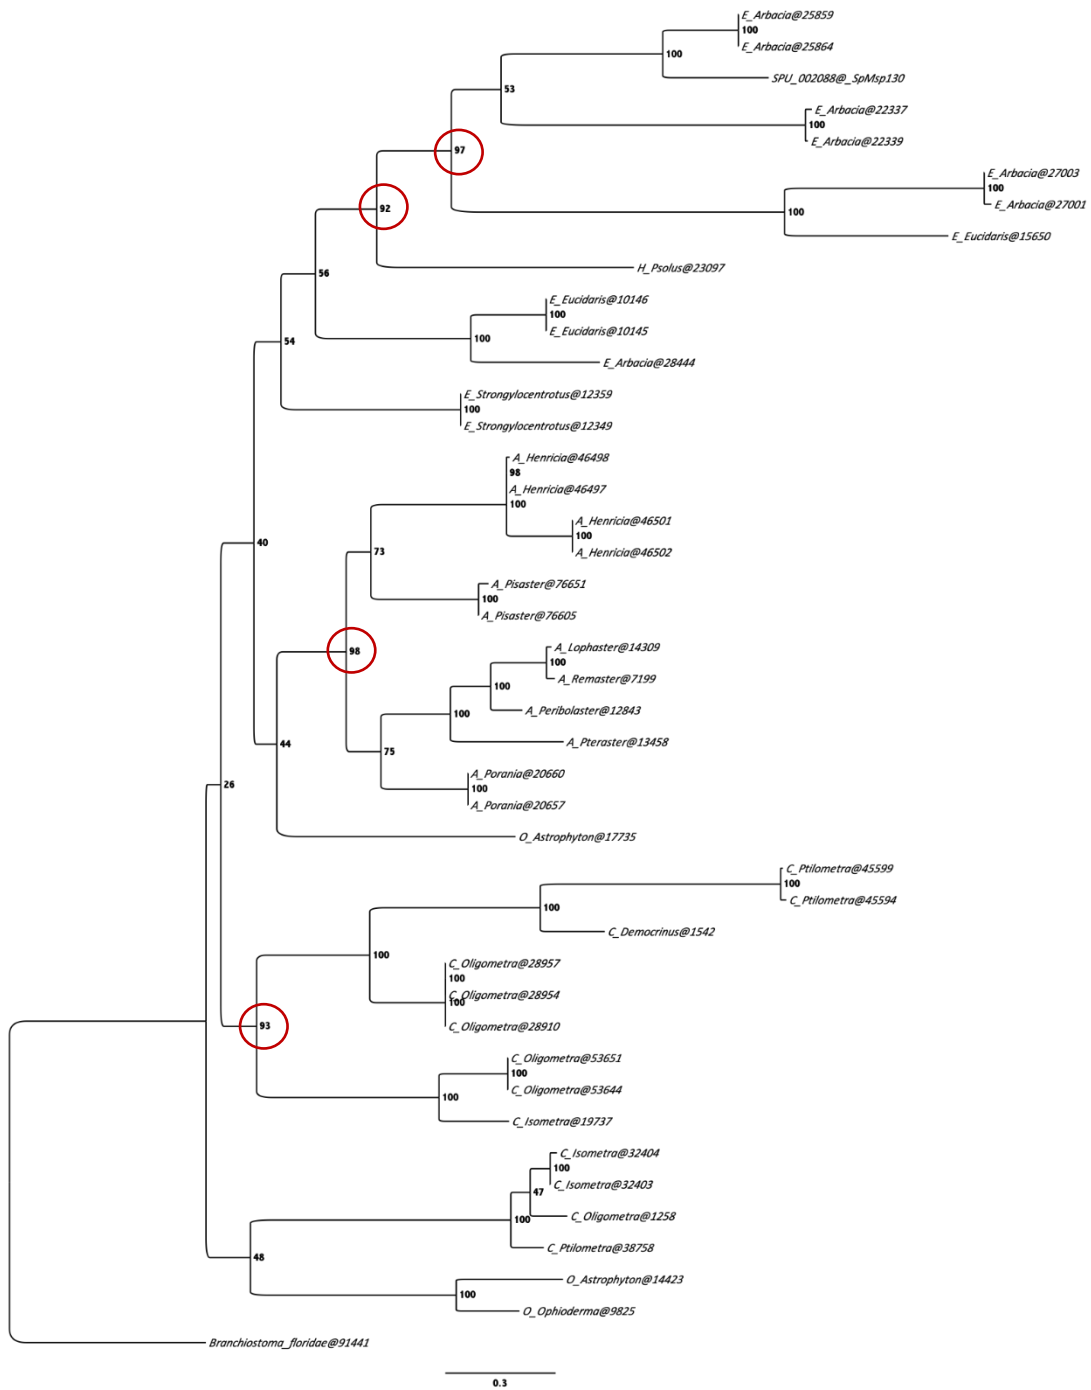 E_Arbacia@25859
100
E_Arbacia@25864
100
SPU_002088@_SpMsp130
53
E_Arbacia@22337
100
E_Arbacia@22339
97
E_Arbacia@27003
100
E_Arbacia@27001
92
100
E_Eucidaris@15650
H_Psolus@23097
56
E_Eucidaris@10146
100
E_Eucidaris@10145
100
54
E_Arbacia@28444
E_Strongylocentrotus@12359
100
E_Strongylocentrotus@12349
A_Henricia@46498
98
A_Henricia@46497
100
A_Henricia@46501
100
A_Henricia@46502
40
73
A_Pisaster@76651
100
A_Pisaster@76605
A_Lophaster@14309
98
100
A_Remaster@7199
100
A_Peribolaster@12843
100
A_Pteraster@13458
44
75
A_Porania@20660
26
100
A_Porania@20657
O_Astrophyton@17735
C_Ptilometra@45599
100
C_Ptilometra@45594
100
C_Democrinus@1542
100
C_Oligometra@28957
100
C_Oligometra@28954
100
C_Oligometra@28910
93
C_Oligometra@53651
100
C_Oligometra@53644
100
C_Isometra@19737
C_Isometra@32404
100
C_Isometra@32403
47
C_Oligometra@1258
100
C_Ptilometra@38758
48
O_Astrophyton@14423
100
O_Ophioderma@9825
Branchiostoma_floridae@91441
0.3